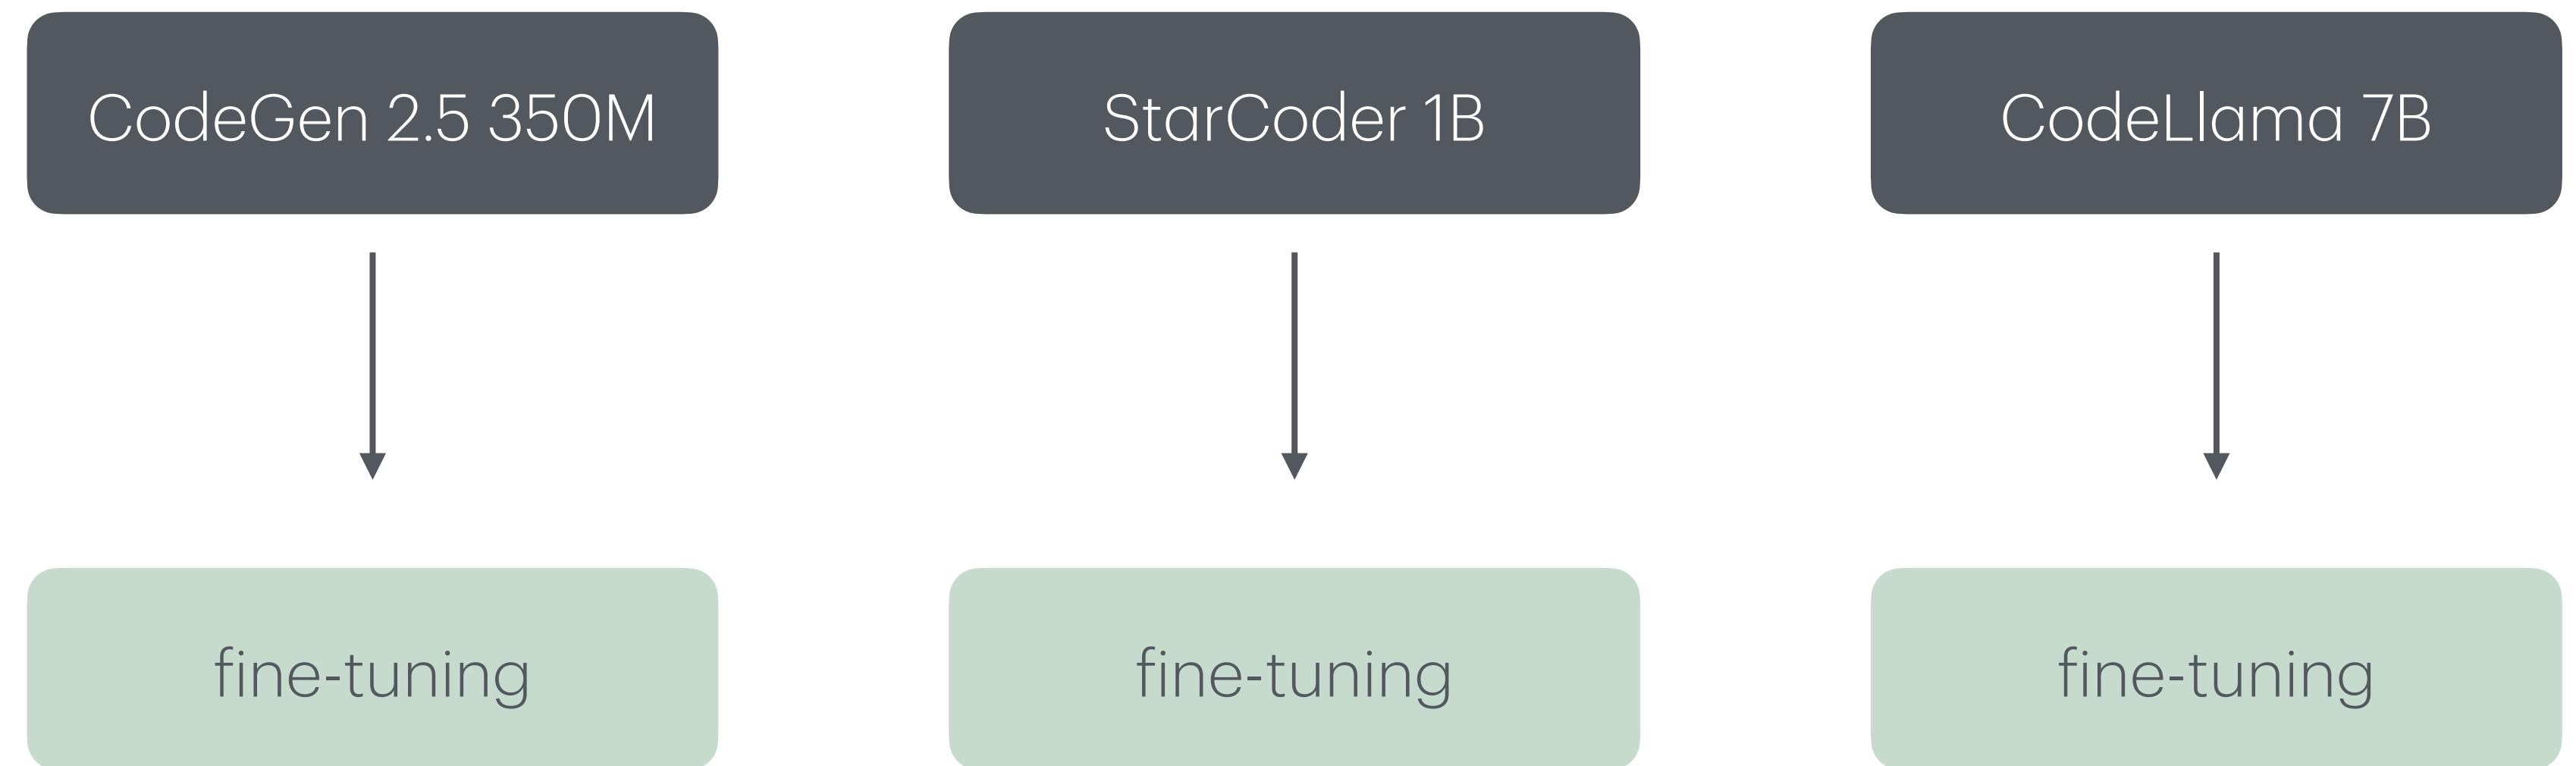 CodeGen 2.5 350M
StarCoder 1B
CodeLlama 7B
fine-tuning
fine-tuning
fine-tuning